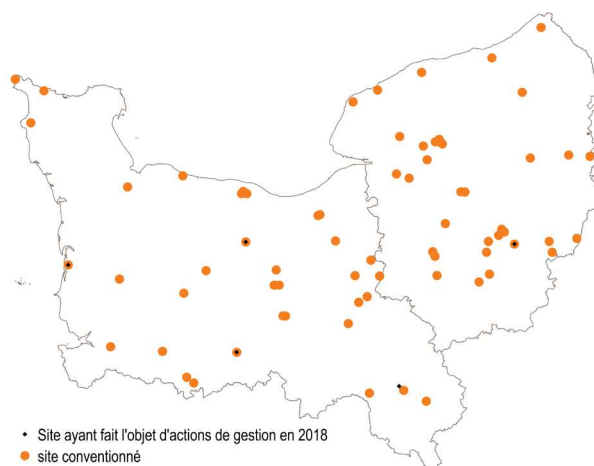 Site ayant fait l'objet d'actions de gestion en 2018
site conventionné